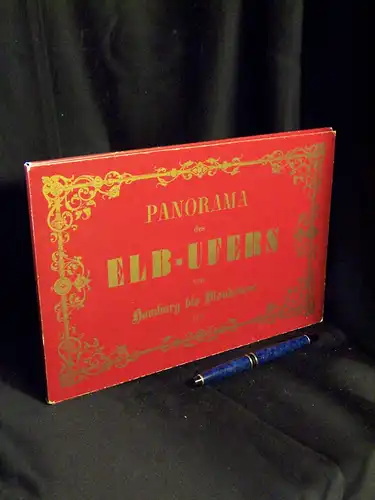 PANORAMA
des
ELB-UFERS
von
Hamburg bis Blankenese